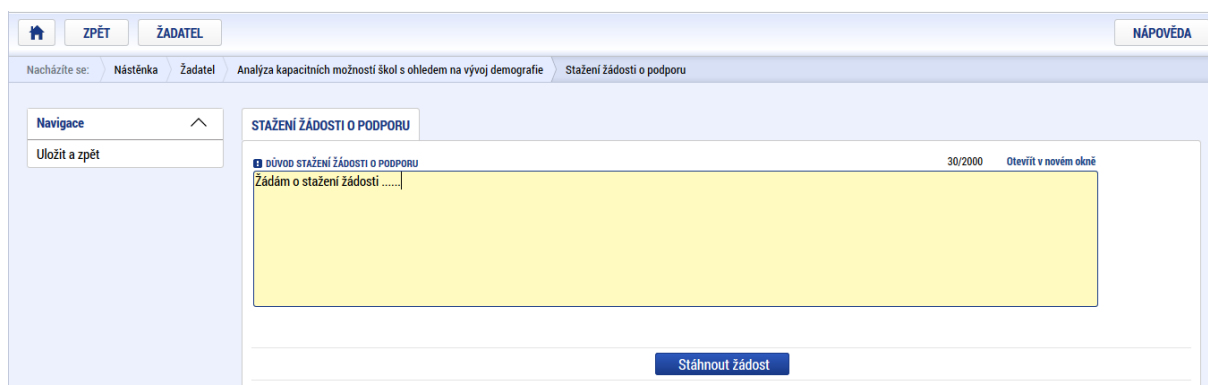 ZPĚT ŽADATEL NÁPOVĚDA
Nacházíte se: Nástěnka Žadatel Analýza kapacitních možností škol s ohledem na vývoj demografie Stažení žádosti o podporu
Navigace
Uložit a zpět
STAŽENÍ ŽÁDOSTI O PODPORU
DŮVOD STAŽENÍ ŽÁDOSTI O PODPORU 30/2000 Otevřít v novém okně
Žádám o stažení žádosti ......
Stáhnout žádost